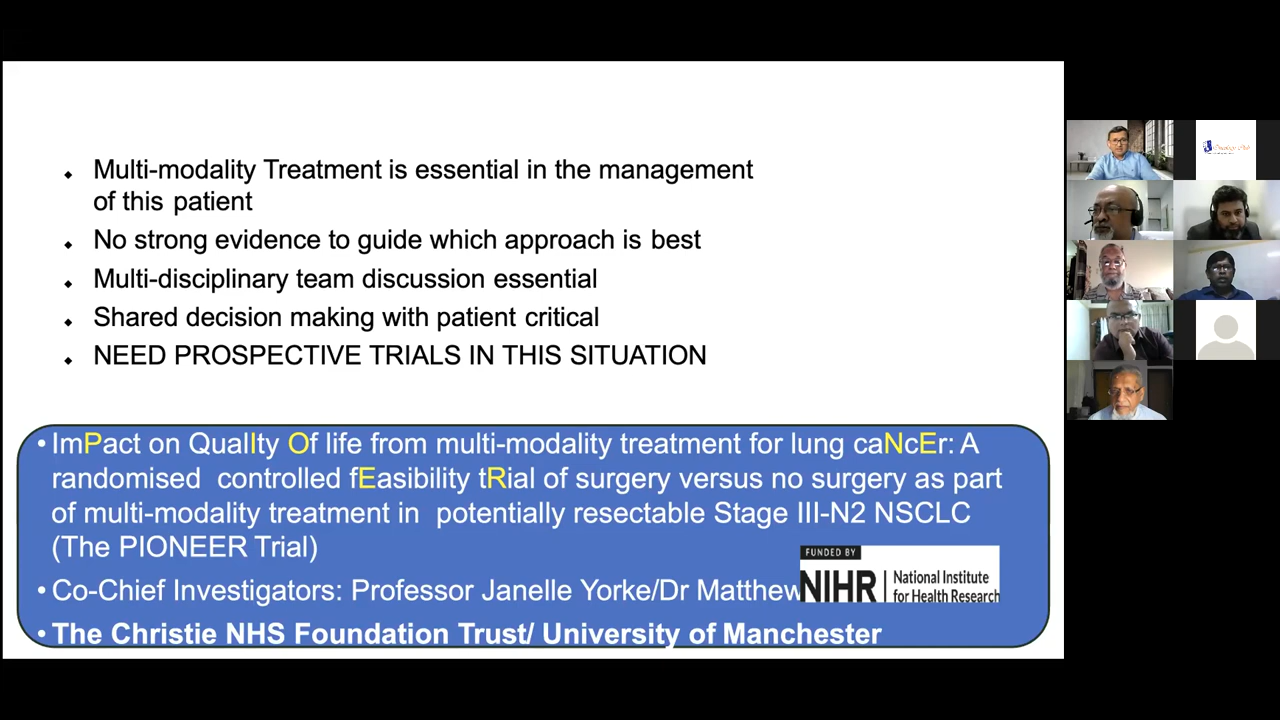 Multi-modality Treatment is essential in the management
of this patient
No strong evidence to guide which approach is best
Multi-disciplinary team discussion essential
Shared decision making with patient critical
NEED PROSPECTIVE TRIALS IN THIS SITUATION
ImPact on QualIty Of life from multi-modality treatment for lung caNcEr: A
randomised controlled fEasibility tRial of surgery versus no surgery as part
of multi-modality treatment in potentially resectable Stage III-N2 NSCLC
(The PIONEER Trial)
Co-Chief Investigators: Professor Janelle Yorke/Dr Matthew
FUNDED BY
NIHR | National Institute
for Health Research
The Christie NHS Foundation Trust/ University of Manchester